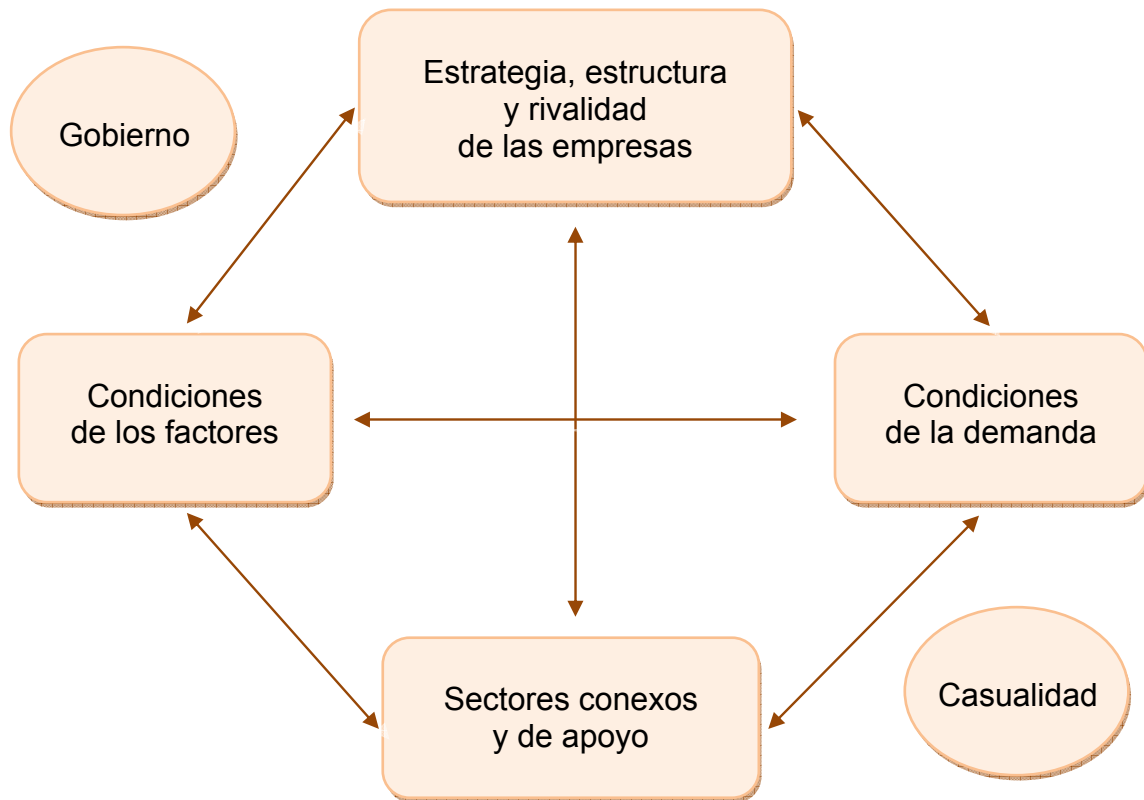 Estrategia, estructura
y rivalidad
de las empresas
Gobierno
Condiciones
de los factores
Condiciones
de la demanda
Sectores conexos
y de apoyo
Casualidad